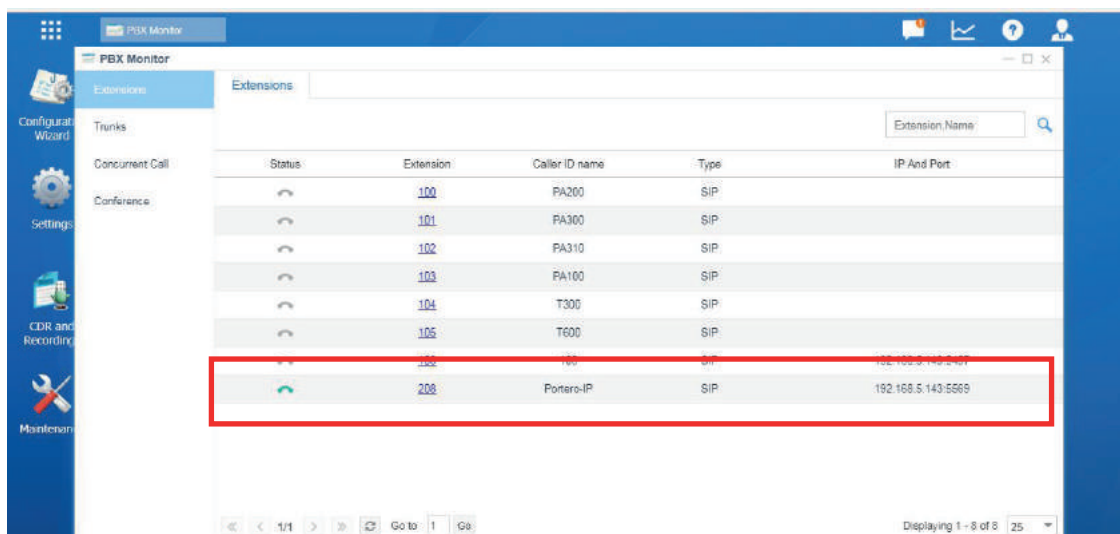 PBX Monitor
PBX Monitor
Extensions
Extensions
Configurati
Wizard
Trunks
Extension,Name
Concurrent Call
Status Extension Caller ID name Type IP And Port
Conference
100 PA200 SIP
Settings
101 PA300 SIP
102 PA310 SIP
103 PA100 SIP
104 T300 SIP
CDR and
Recording
105 T600 SIP
SIP
208 Portero-IP SIP 192.168.5.143:5569
Maintenan
1/1 Go to 1 Go Displaying 1 - 8 of 8 25